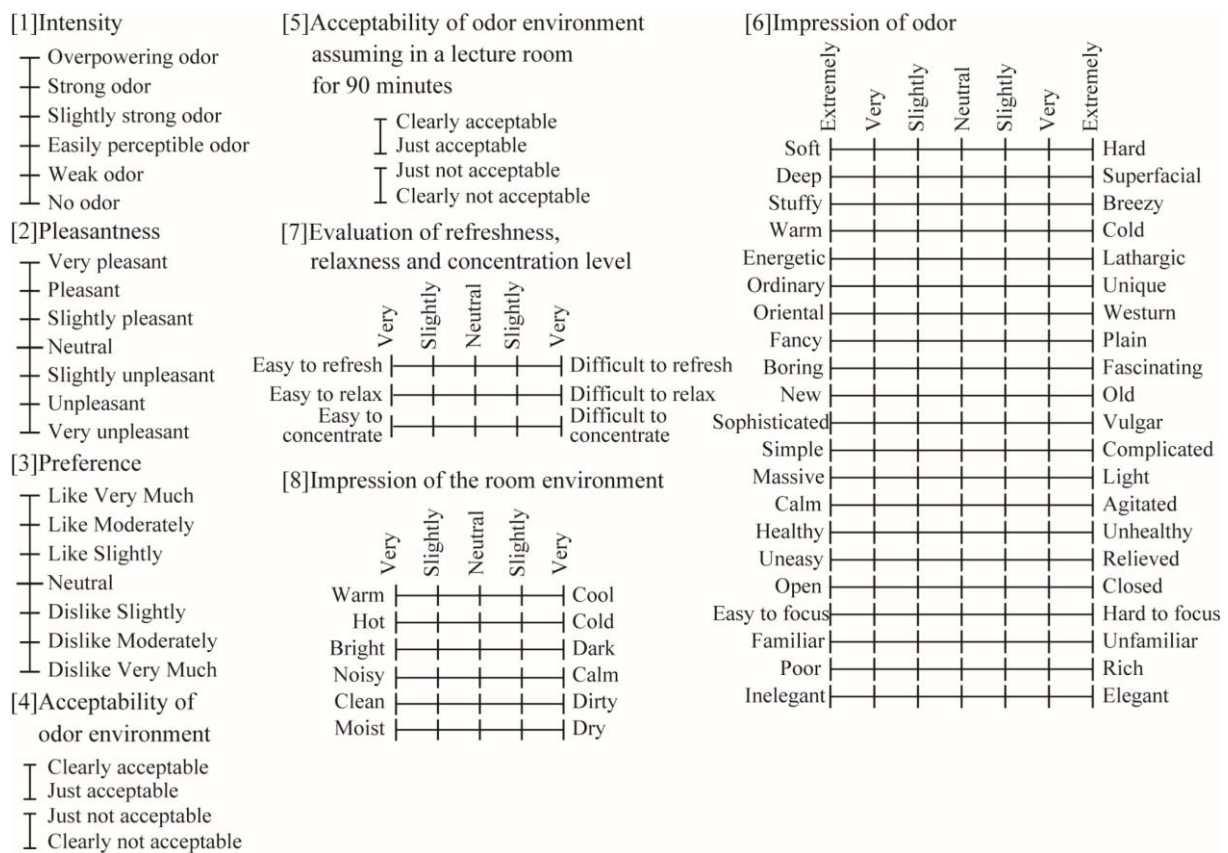 [1]Intensity
Overpowering odor
Strong odor
Slightly strong odor
Easily perceptible odor
Weak odor
No odor
[2]Pleasantness
Very pleasant
Pleasant
Slightly pleasant
Neutral
Slightly unpleasant
Unpleasant
Very unpleasant
[3]Preference
Like Very Much
Like Moderately
Like Slightly
Neutral
Dislike Slightly
Dislike Moderately
Dislike Very Much
[4]Acceptability of
odor environment
Clearly acceptable
Just acceptable
Just not acceptable
Clearly not acceptable
[5]Acceptability of odor environment
assuming in a lecture room
for 90 minutes
Clearly acceptable
Just acceptable
Just not acceptable
Clearly not acceptable
[7]Evaluation of refreshness,
relaxness and concentration level
Very Slightly Neutral Slightly Very
Easy to refresh Difficult to refresh
Easy to relax Difficult to relax
Easy to concentrate Difficult to concentrate
[8]Impression of the room environment
Very Slightly Neutral Slightly Very
Warm Cool
Hot Cold
Bright Dark
Noisy Calm
Clean Dirty
Moist Dry
[6]Impression of odor
Extremely Very Slightly Neutral Slightly Very Extremely
Soft Hard
Deep Superfacial
Stuffy Breezy
Warm Cold
Energetic Lathargic
Ordinary Unique
Oriental Westurn
Fancy Plain
Boring Fascinating
New Old
Sophisticated Vulgar
Simple Complicated
Massive Light
Calm Agitated
Healthy Unhealthy
Uneasy Relieved
Open Closed
Easy to focus Hard to focus
Familiar Unfamiliar
Poor Rich
Inelegant Elegant